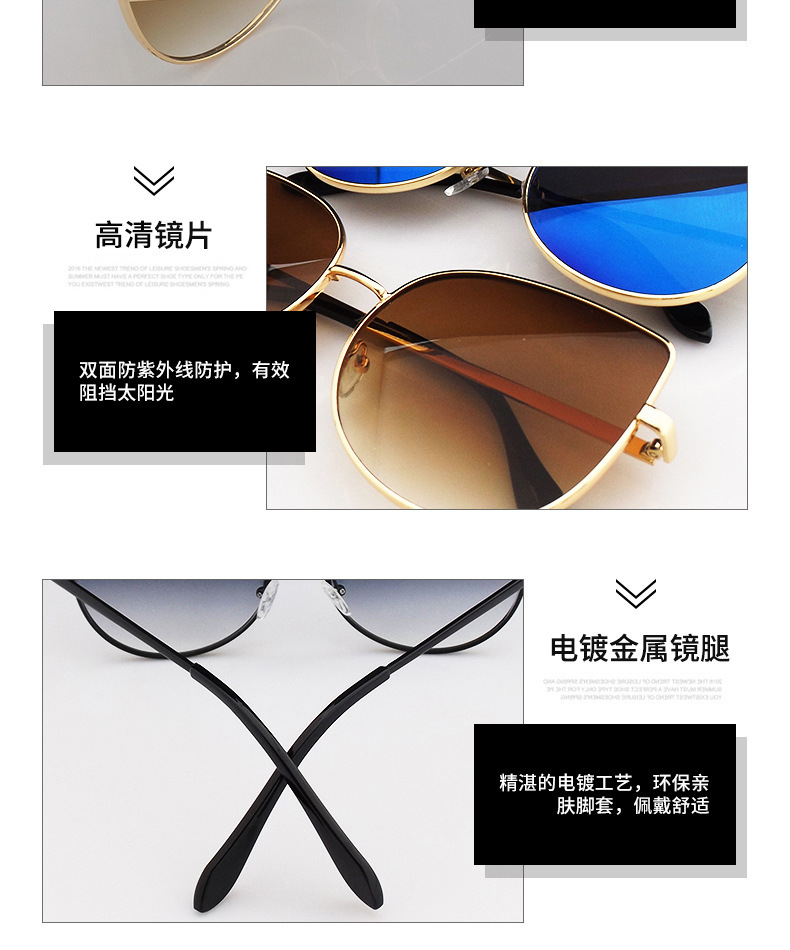 高清镜片
2016 THE NEWEST TREND OF LEISURE SHOESMEN'S SPRING AND
SUMMER MUST HAVE A PERFECT SHOE TYPE ONLY FOR THE PE
YOU EXISTWEST TREND OF LEISURE SHOESMEN'S SPRING
双面防紫外线防护，有效
阻挡太阳光
电镀金属镜腿
2016 THE NEWEST TREND OF LEISURE SHOESMEN'S SPRING AND
SUMMER MUST HAVE A PERFECT SHOE TYPE ONLY FOR THE PE
YOU EXISTWEST TREND OF LEISURE SHOESMEN'S SPRING
精湛的电镀工艺，环保亲
肤脚套，佩戴舒适